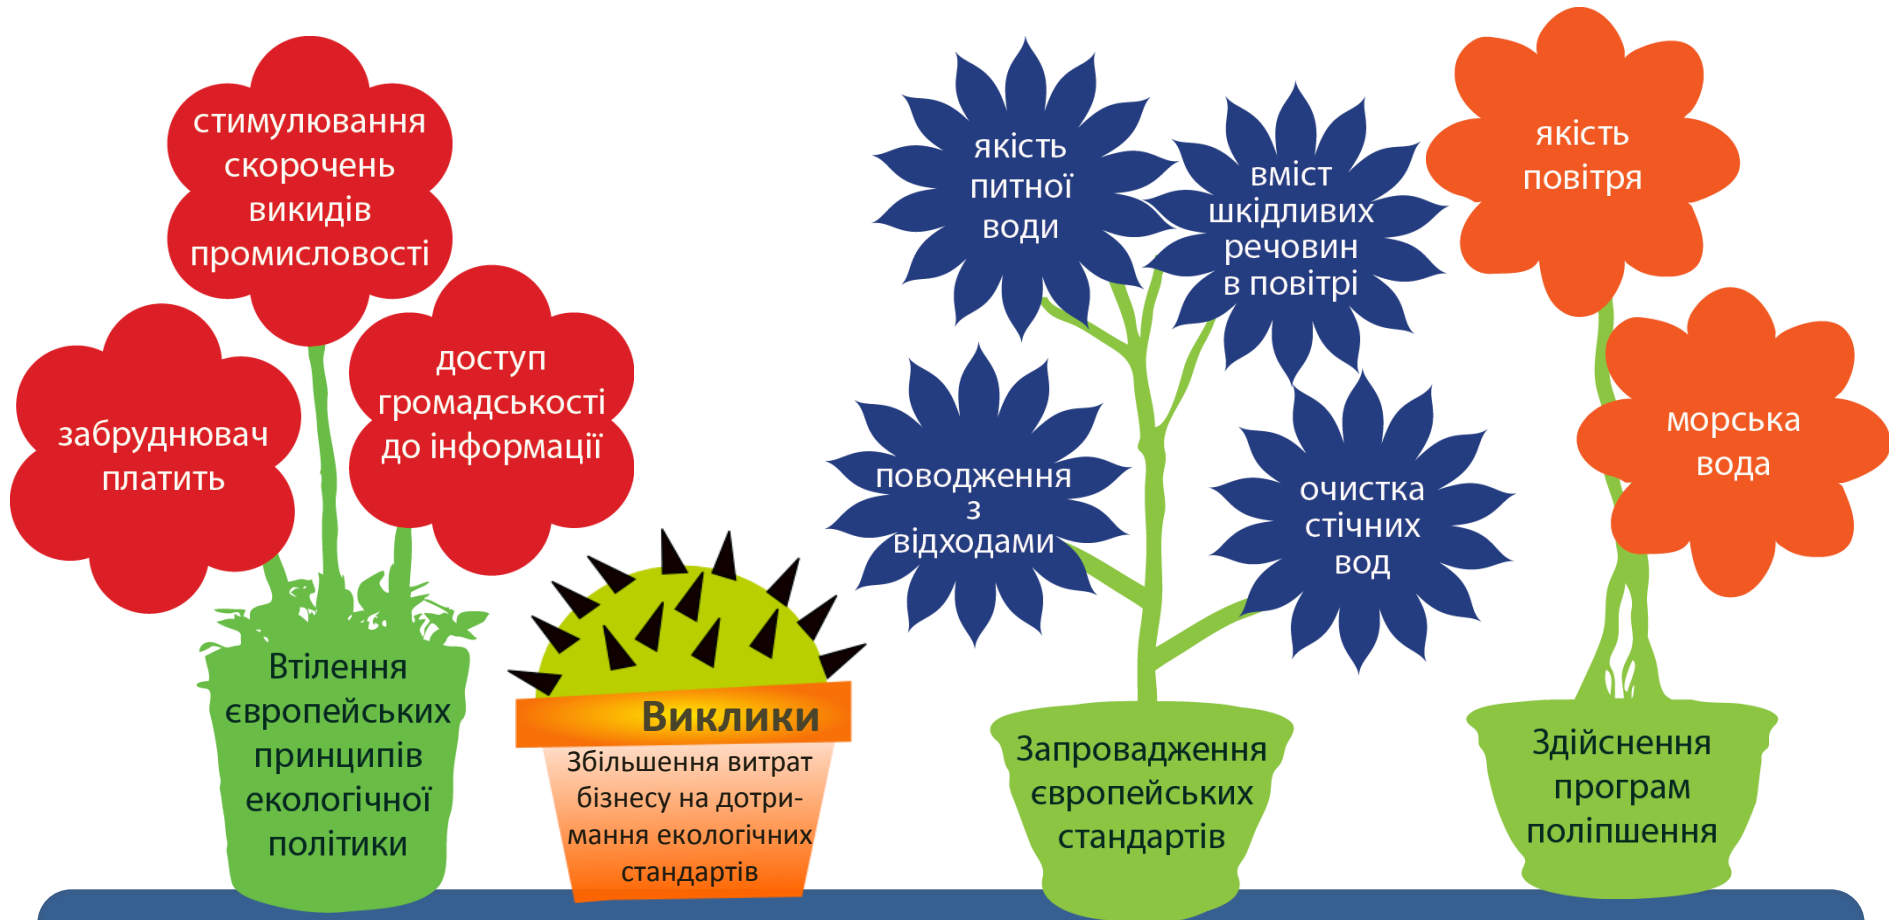 стимулювання
скорочень
викидів
промисловості
забруднювач
платить
доступ
громадськості
до інформації
Втілення
європейських
принципів
екологічної
політики
Виклики
Збільшення витрат
бізнесу на дотри-
мання екологічних
стандартів
якість
питної
води
вміст
шкідливих
речовин
в повітрі
поводження
з
відходами
очистка
стічних
вод
Запровадження
європейських
стандартів
якість
повітря
морська
вода
Здійснення
програм
поліпшення